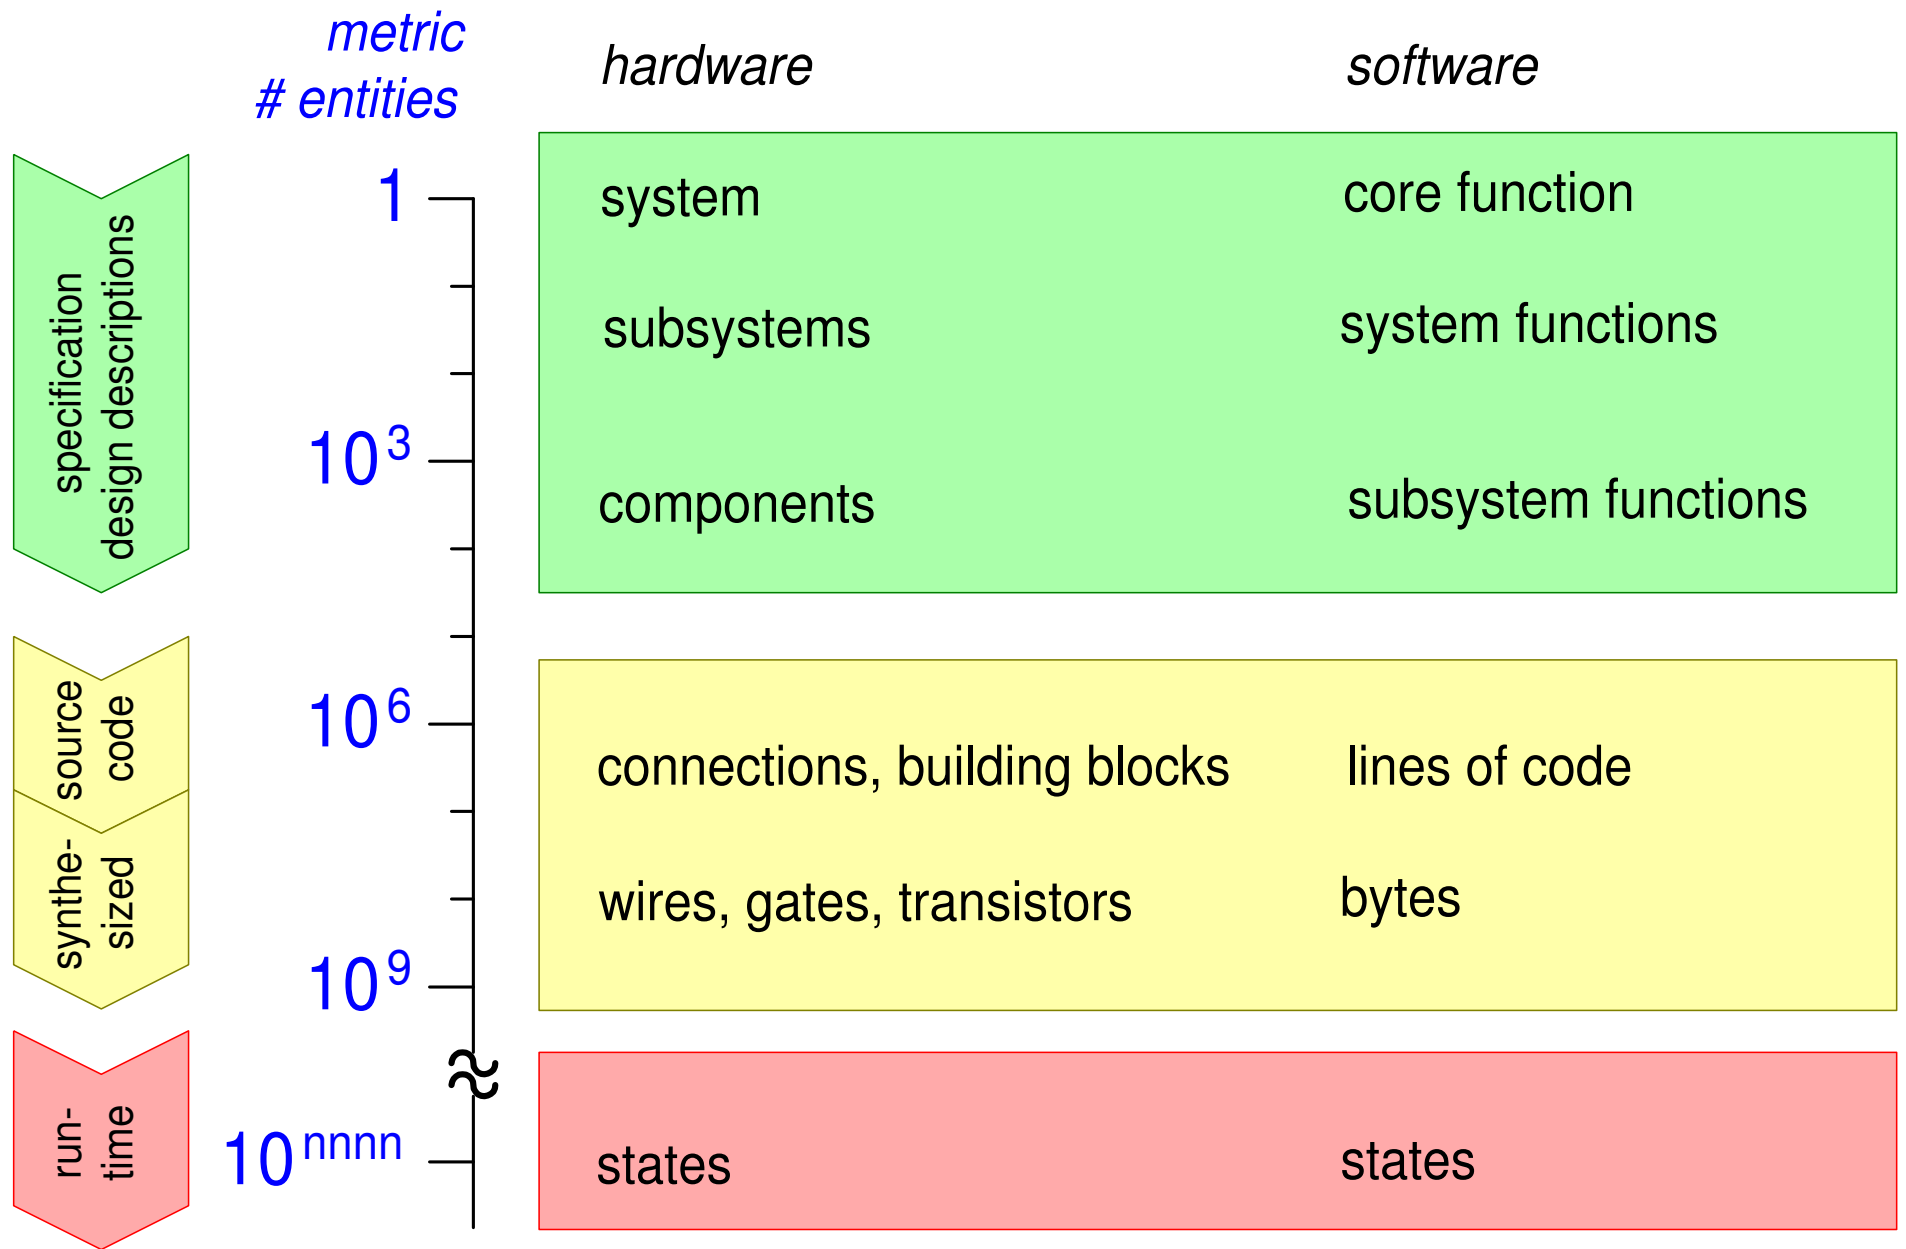 metric
# entities
hardware
software
specification
design descriptions
1
system
core function
subsystems
system functions
10³
components
subsystem functions
source
code
10⁶
connections, building blocks
lines of code
synthe-
sized
wires, gates, transistors
bytes
10⁹
run-
time
10ⁿⁿⁿⁿ
states
states